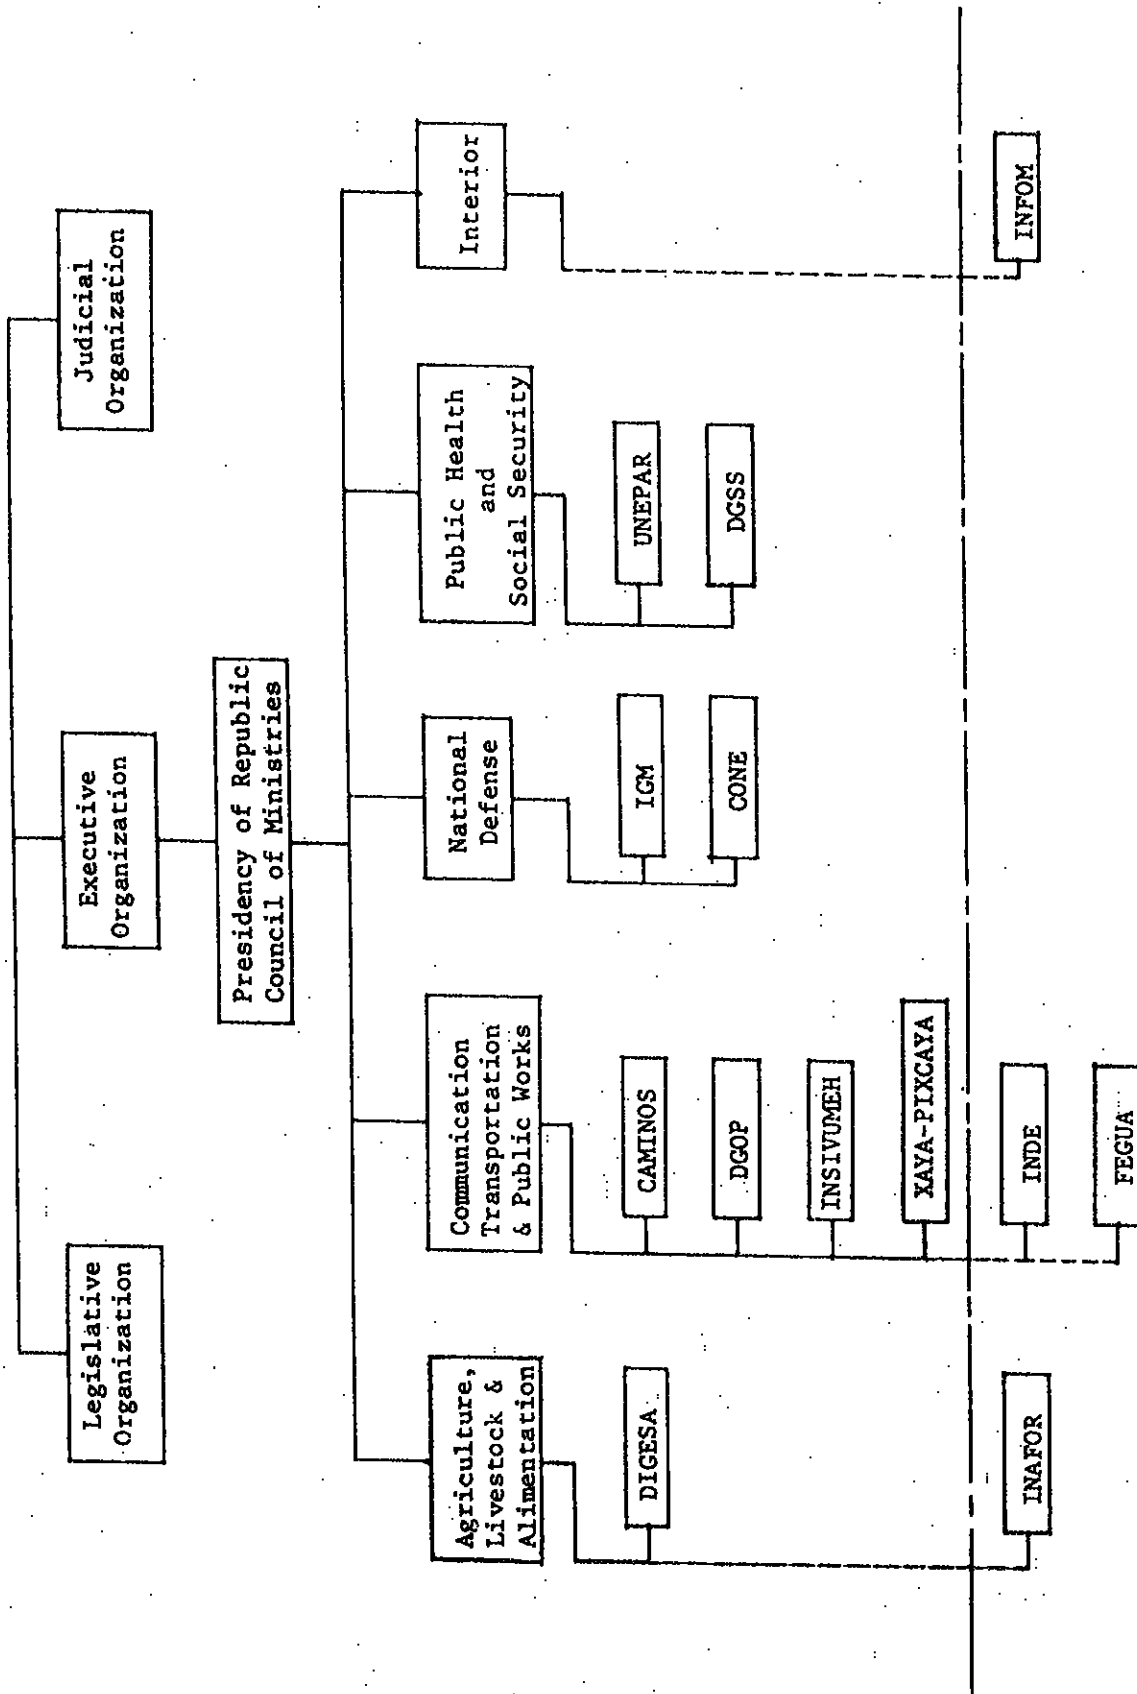 Legislative
Organization
Executive
Organization
Judicial
Organization
Presidency of Republic
Council of Ministries
Agriculture,
Livestock &
Alimentation
Communication
Transportation
& Public Works
National
Defense
Public Health
and
Social Security
Interior
DIGESA
CAMINOS
DGOP
INSIVUMEH
XAYA-PIXCAYA
IGM
CONE
UNEPAR
DGSS
INAFOR
INDE
FEGUA
INFOM